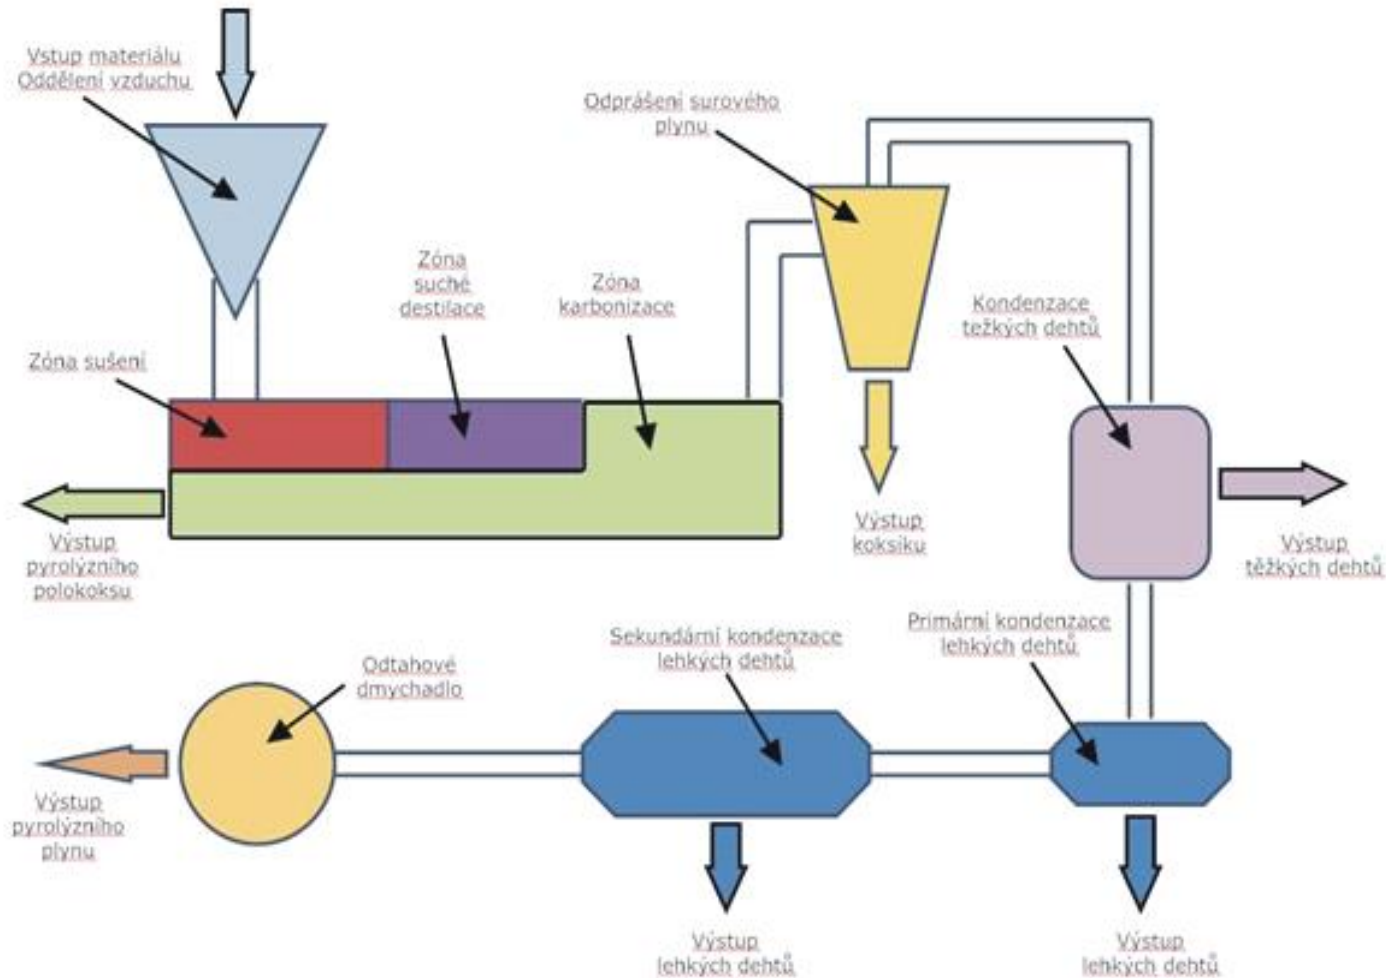 Vstup materiálu
Oddělení vzduchu
Odprášení surového
plynu
Zóna
suché
destilace
Zóna
karbonizace
Kondenzace
težkých dehtů
Zóna sušení
Výstup
pyrolýzního
polokoksu
Výstup
koksíku
Výstup
těžkých dehtů
Primární kondenzace
lehkých dehtů
Sekundární kondenzace
lehkých dehtů
Odtahové
dmychadlo
Výstup
pyrolýzního
plynu
Výstup
lehkých dehtů
Výstup
lehkých dehtů